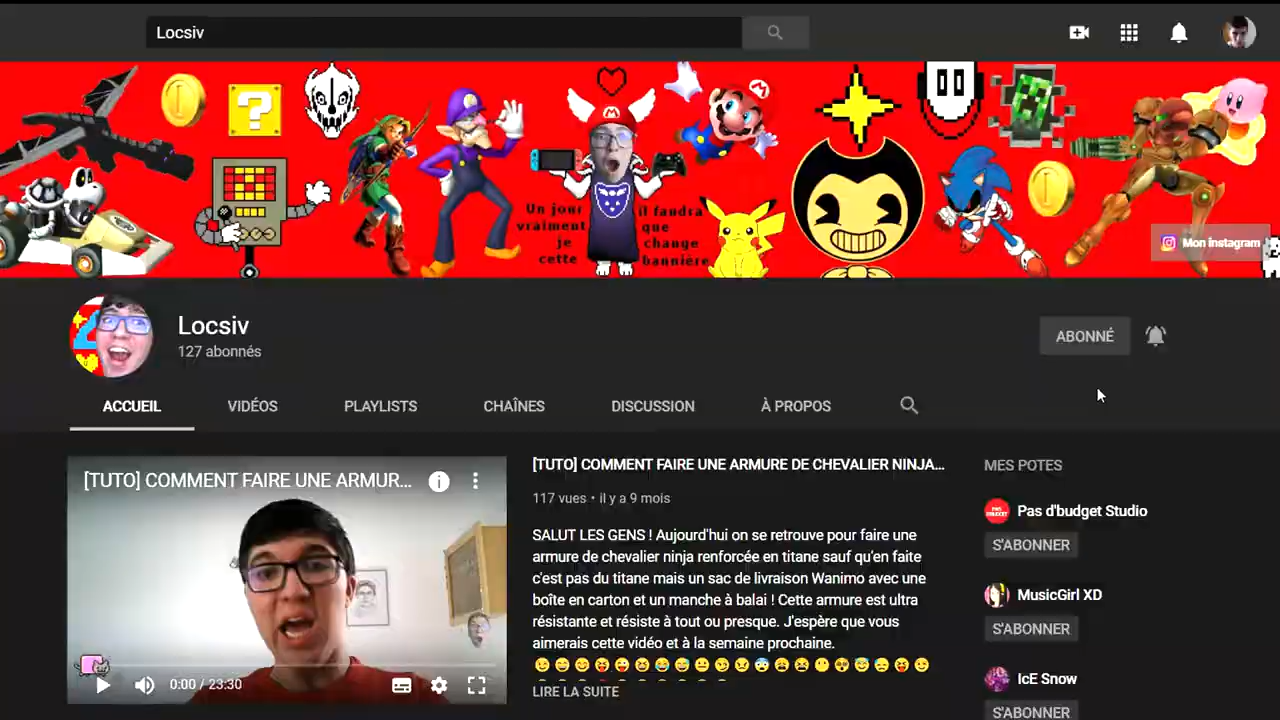 Locsiv
Un jour il faudra
vraiment que
je change
cette bannière
Mon instagram
Locsiv
127 abonnés
ABONNÉ
ACCUEIL VIDÉOS PLAYLISTS CHAÎNES DISCUSSION À PROPOS
[TUTO] COMMENT FAIRE UNE ARMUR...
0:00 / 23:30
[TUTO] COMMENT FAIRE UNE ARMURE DE CHEVALIER NINJA...
117 vues • il y a 9 mois
SALUT LES GENS ! Aujourd'hui on se retrouve pour faire une
armure de chevalier ninja renforcée en titane sauf qu'en faite
c'est pas du titane mais un sac de livraison Wanimo avec une
boîte en carton et un manche à balai ! Cette armure est ultra
résistante et résiste à tout ou presque. J'espère que vous
aimerais cette vidéo et à la semaine prochaine.
LIRE LA SUITE
MES POTES
Pas d'budget Studio
S'ABONNER
MusicGirl XD
S'ABONNER
IcE Snow
S'ABONNER